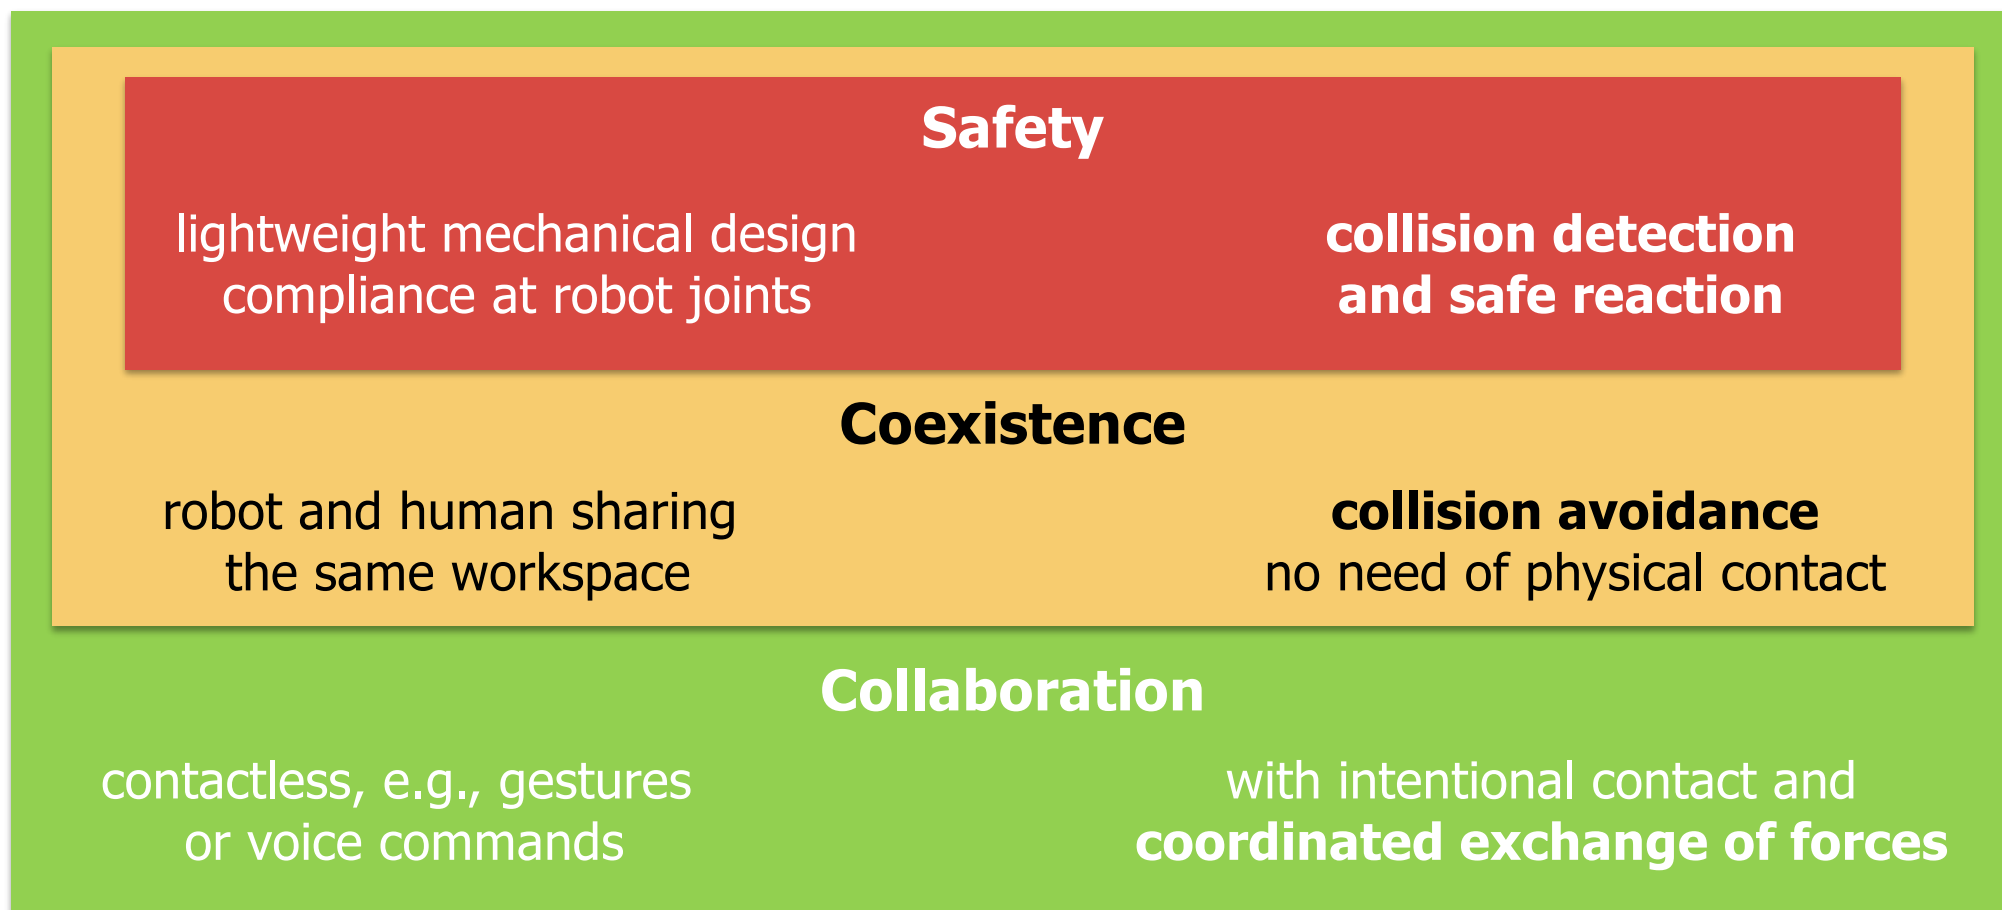 Safety
lightweight mechanical design
compliance at robot joints
collision detection
and safe reaction
Coexistence
robot and human sharing
the same workspace
collision avoidance
no need of physical contact
Collaboration
contactless, e.g., gestures
or voice commands
with intentional contact and
coordinated exchange of forces